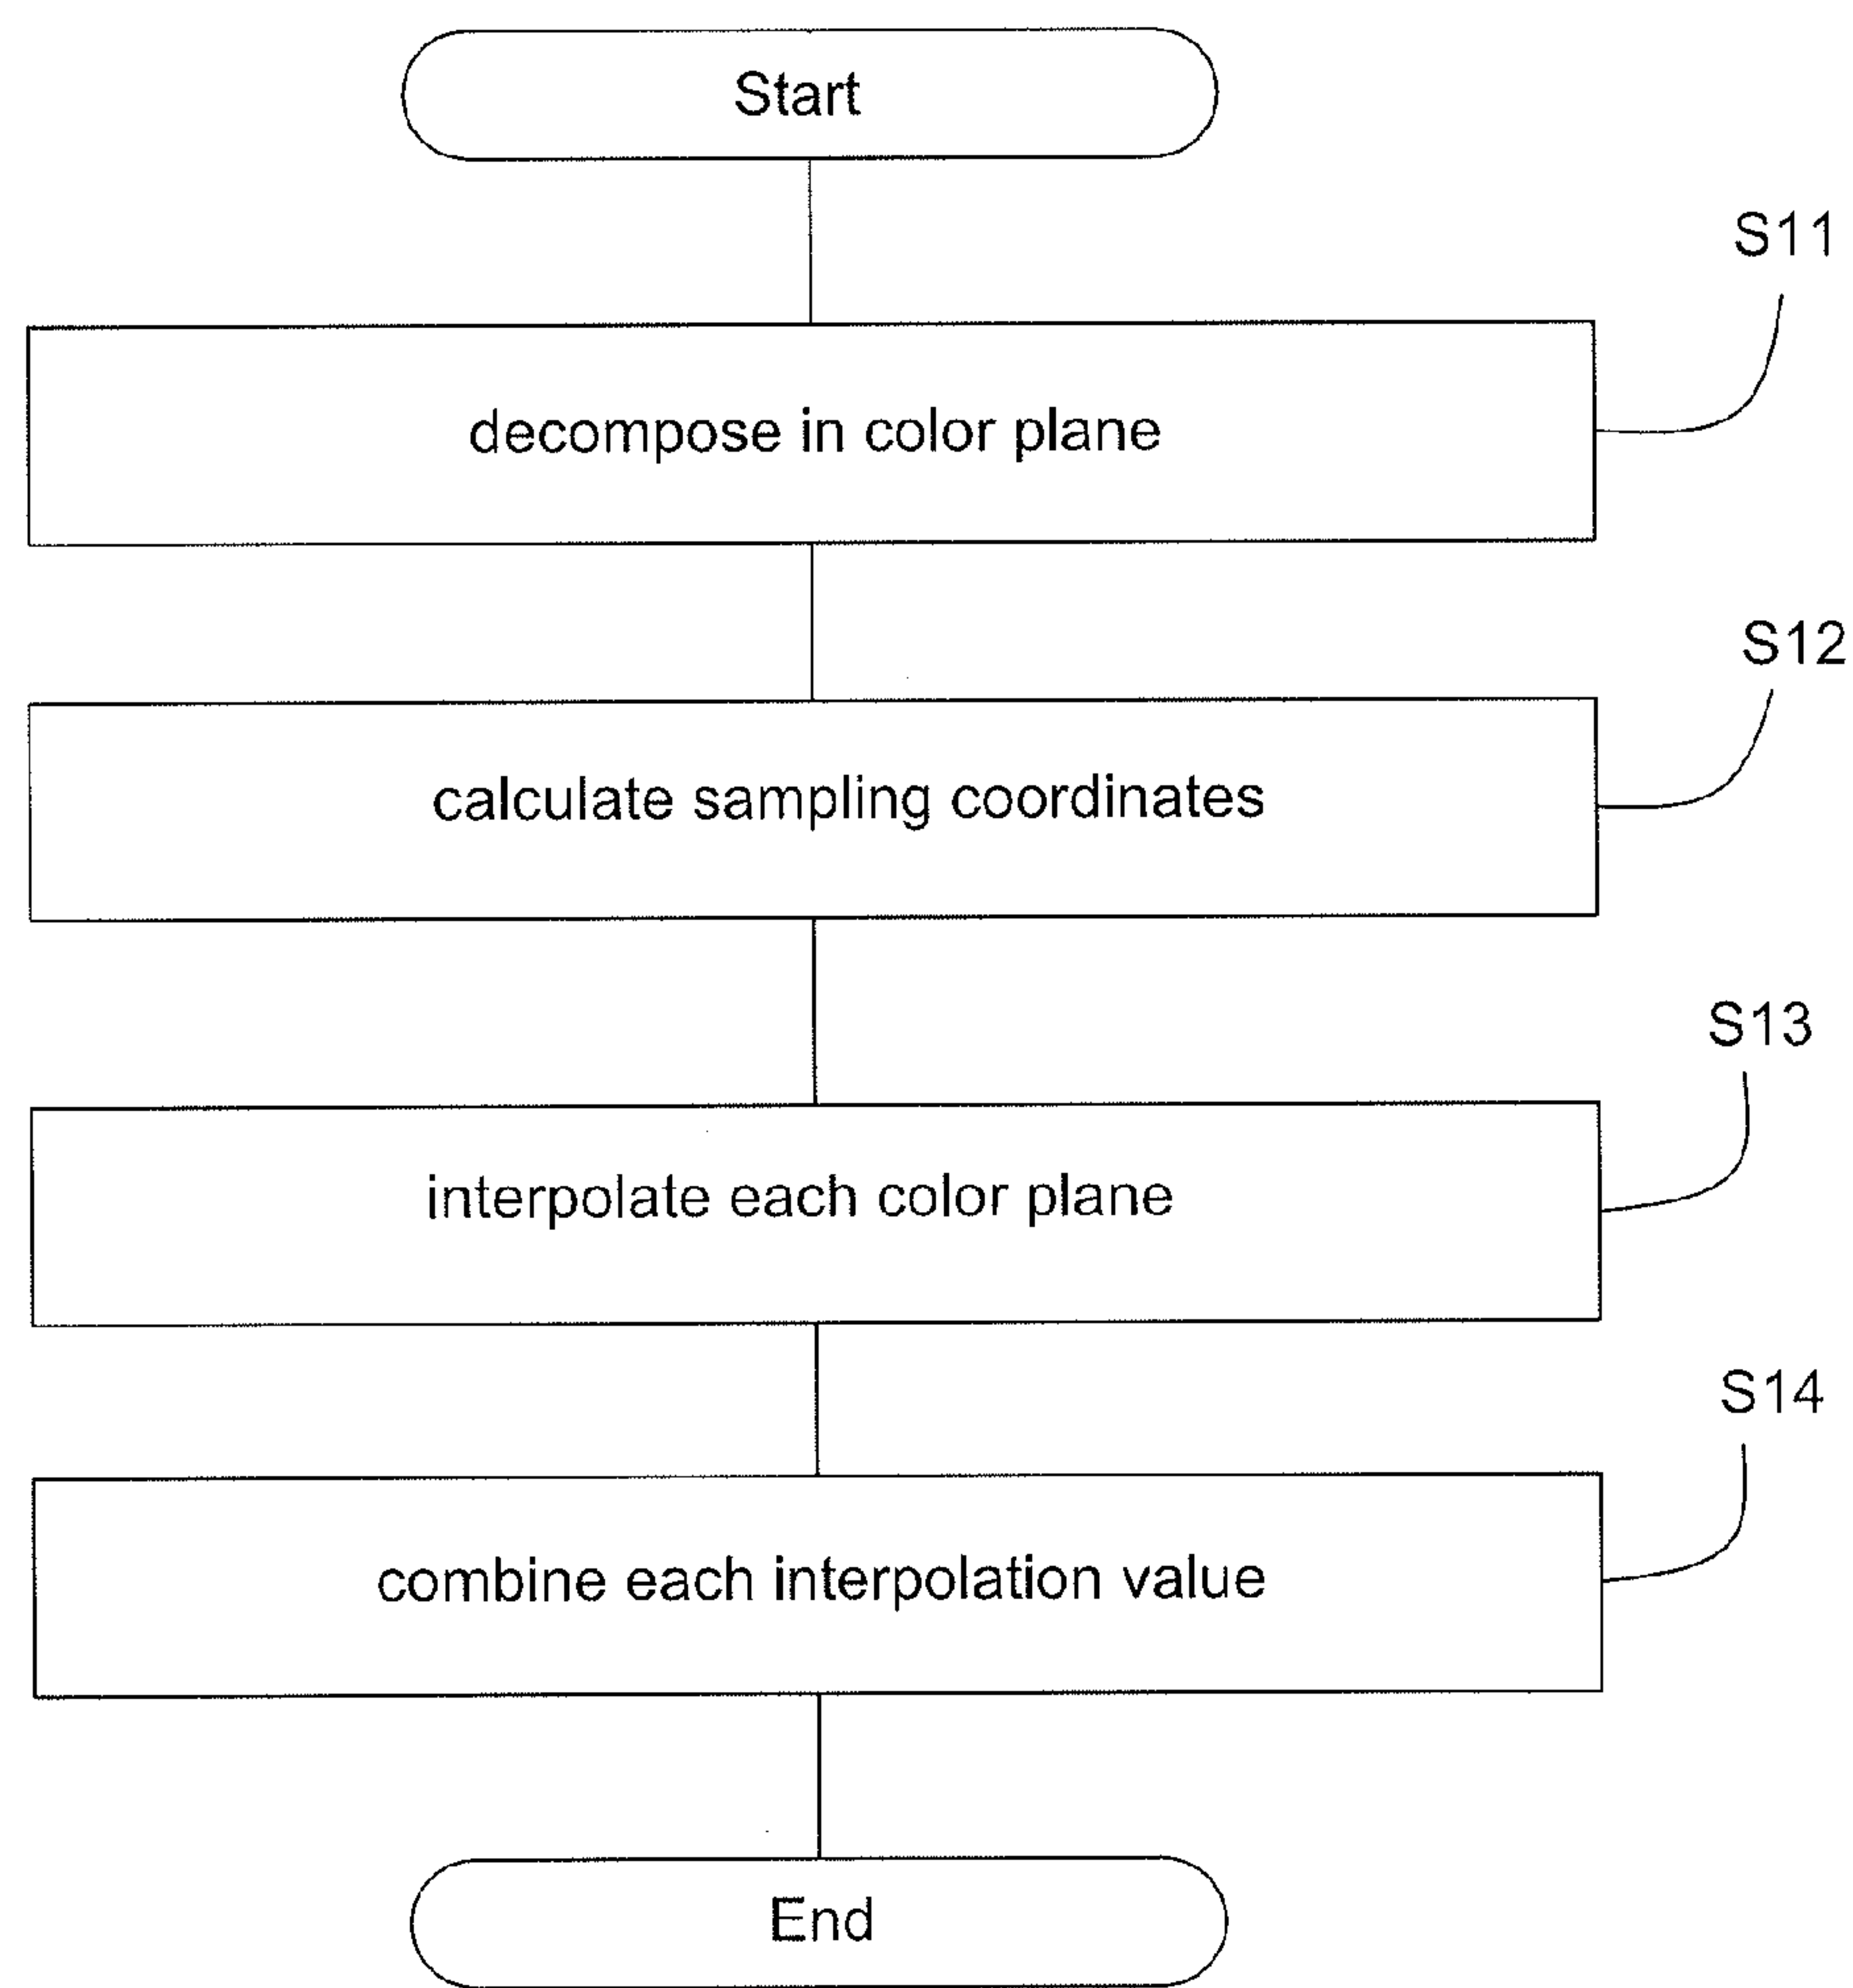 Start
S11
decompose in color plane
S12
calculate sampling coordinates
S13
interpolate each color plane
S14
combine each interpolation value
End